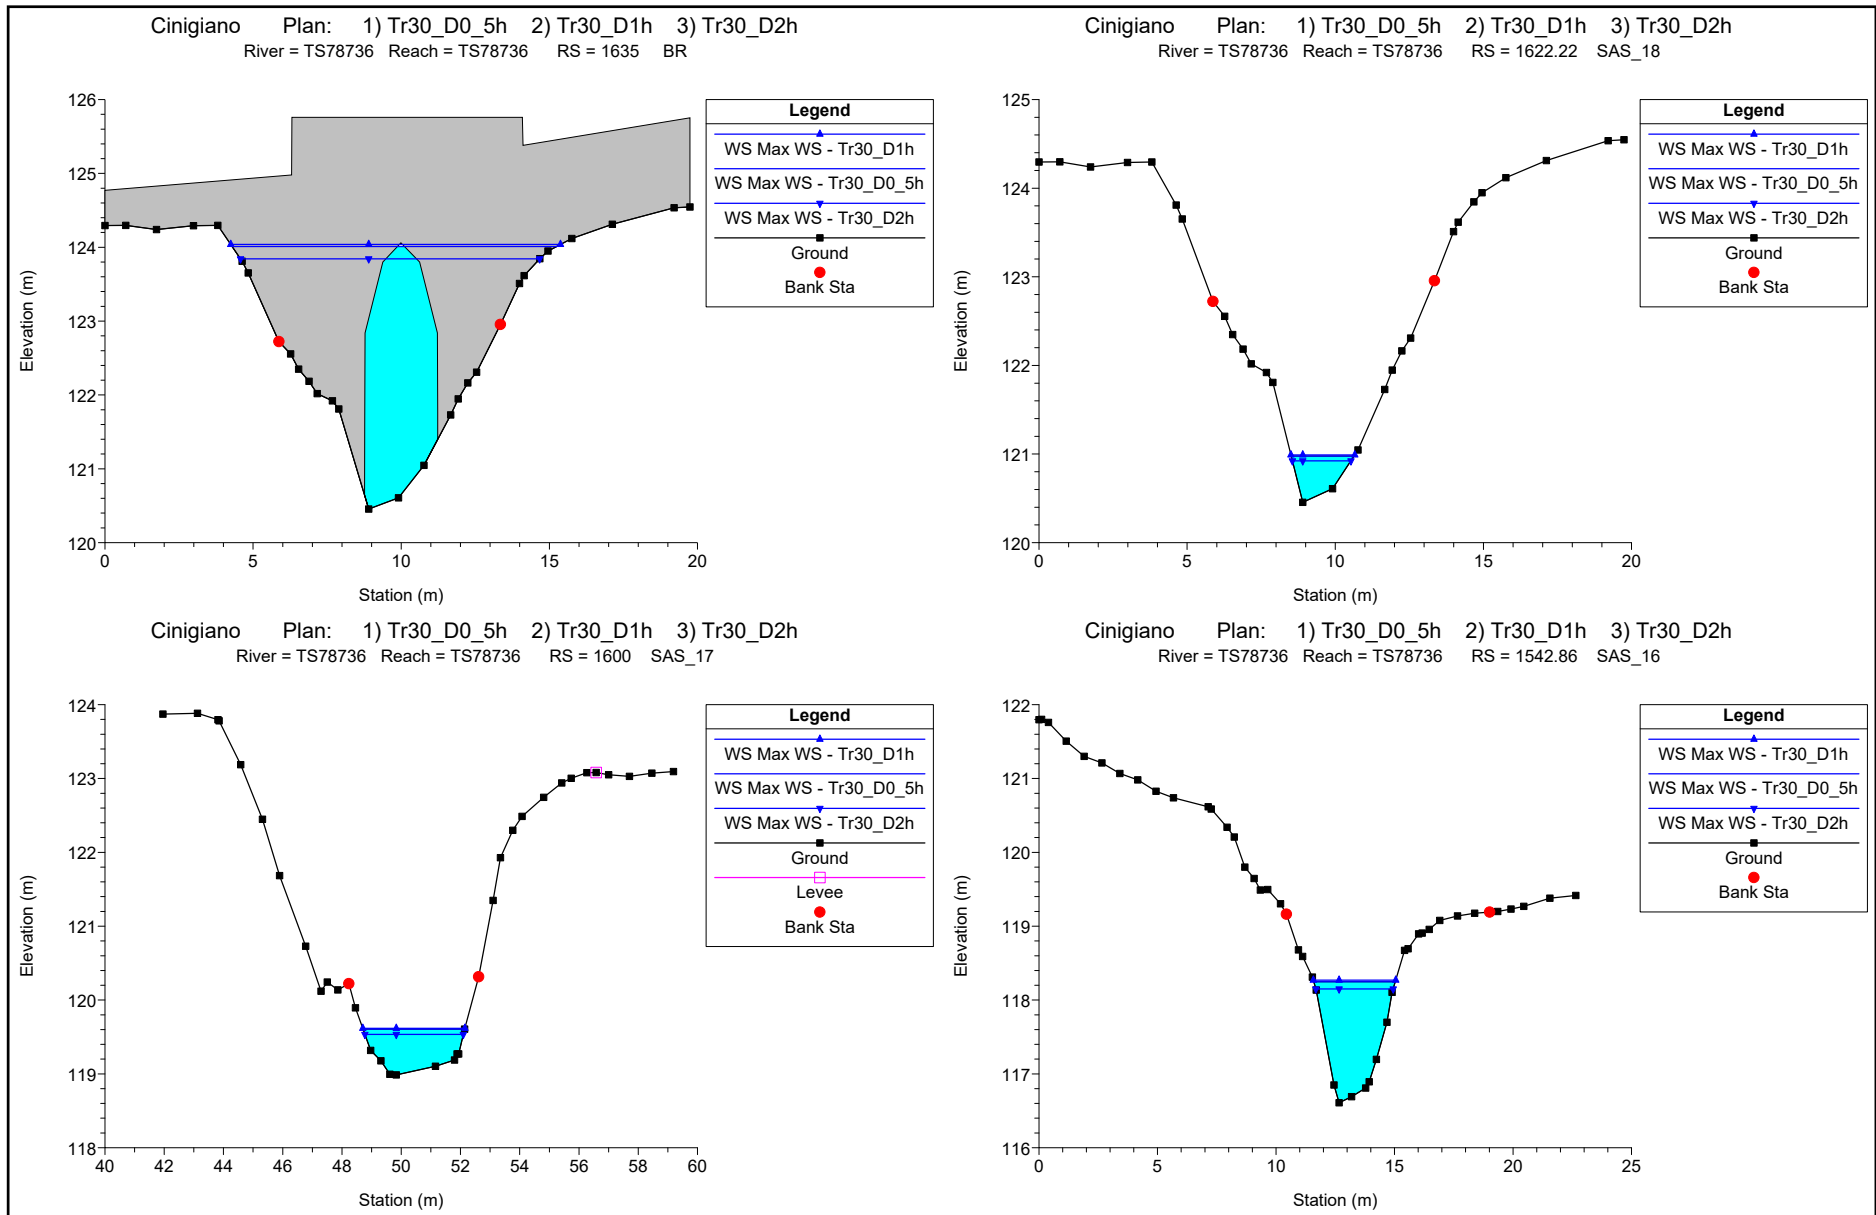 Cinigiano Plan: 1) Tr30_D0_5h 2) Tr30_D1h 3) Tr30_D2h
River = TS78736 Reach = TS78736 RS = 1635 BR
126
125
124
123
122
121
120
0 5 10 15 20
Elevation (m)
Station (m)
Legend
WS Max WS - Tr30_D1h
WS Max WS - Tr30_D0_5h
WS Max WS - Tr30_D2h
Ground
Bank Sta
Cinigiano Plan: 1) Tr30_D0_5h 2) Tr30_D1h 3) Tr30_D2h
River = TS78736 Reach = TS78736 RS = 1622.22 SAS_18
125
124
123
122
121
120
0 5 10 15 20
Elevation (m)
Station (m)
Legend
WS Max WS - Tr30_D1h
WS Max WS - Tr30_D0_5h
WS Max WS - Tr30_D2h
Ground
Bank Sta
Cinigiano Plan: 1) Tr30_D0_5h 2) Tr30_D1h 3) Tr30_D2h
River = TS78736 Reach = TS78736 RS = 1600 SAS_17
124
123
122
121
120
119
118
40 42 44 46 48 50 52 54 56 58 60
Elevation (m)
Station (m)
Legend
WS Max WS - Tr30_D1h
WS Max WS - Tr30_D0_5h
WS Max WS - Tr30_D2h
Ground
Levee
Bank Sta
Cinigiano Plan: 1) Tr30_D0_5h 2) Tr30_D1h 3) Tr30_D2h
River = TS78736 Reach = TS78736 RS = 1542.86 SAS_16
122
121
120
119
118
117
116
0 5 10 15 20 25
Elevation (m)
Station (m)
Legend
WS Max WS - Tr30_D1h
WS Max WS - Tr30_D0_5h
WS Max WS - Tr30_D2h
Ground
Bank Sta